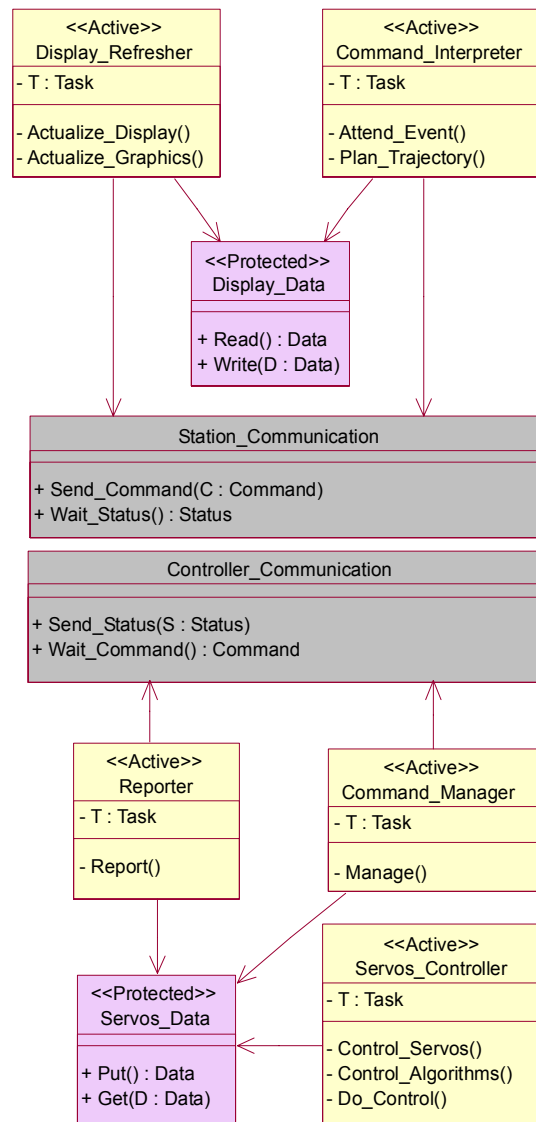 <<Active>>
Display_Refresher
- T : Task
- Actualize_Display()
- Actualize_Graphics()
<<Active>>
Command_Interpreter
- T : Task
- Attend_Event()
- Plan_Trajectory()
<<Protected>>
Display_Data
+ Read() : Data
+ Write(D : Data)
Station_Communication
+ Send_Command(C : Command)
+ Wait_Status() : Status
Controller_Communication
+ Send_Status(S : Status)
+ Wait_Command() : Command
<<Active>>
Reporter
- T : Task
- Report()
<<Active>>
Command_Manager
- T : Task
- Manage()
<<Protected>>
Servos_Data
+ Put() : Data
+ Get(D : Data)
<<Active>>
Servos_Controller
- T : Task
- Control_Servos()
- Control_Algorithms()
- Do_Control()